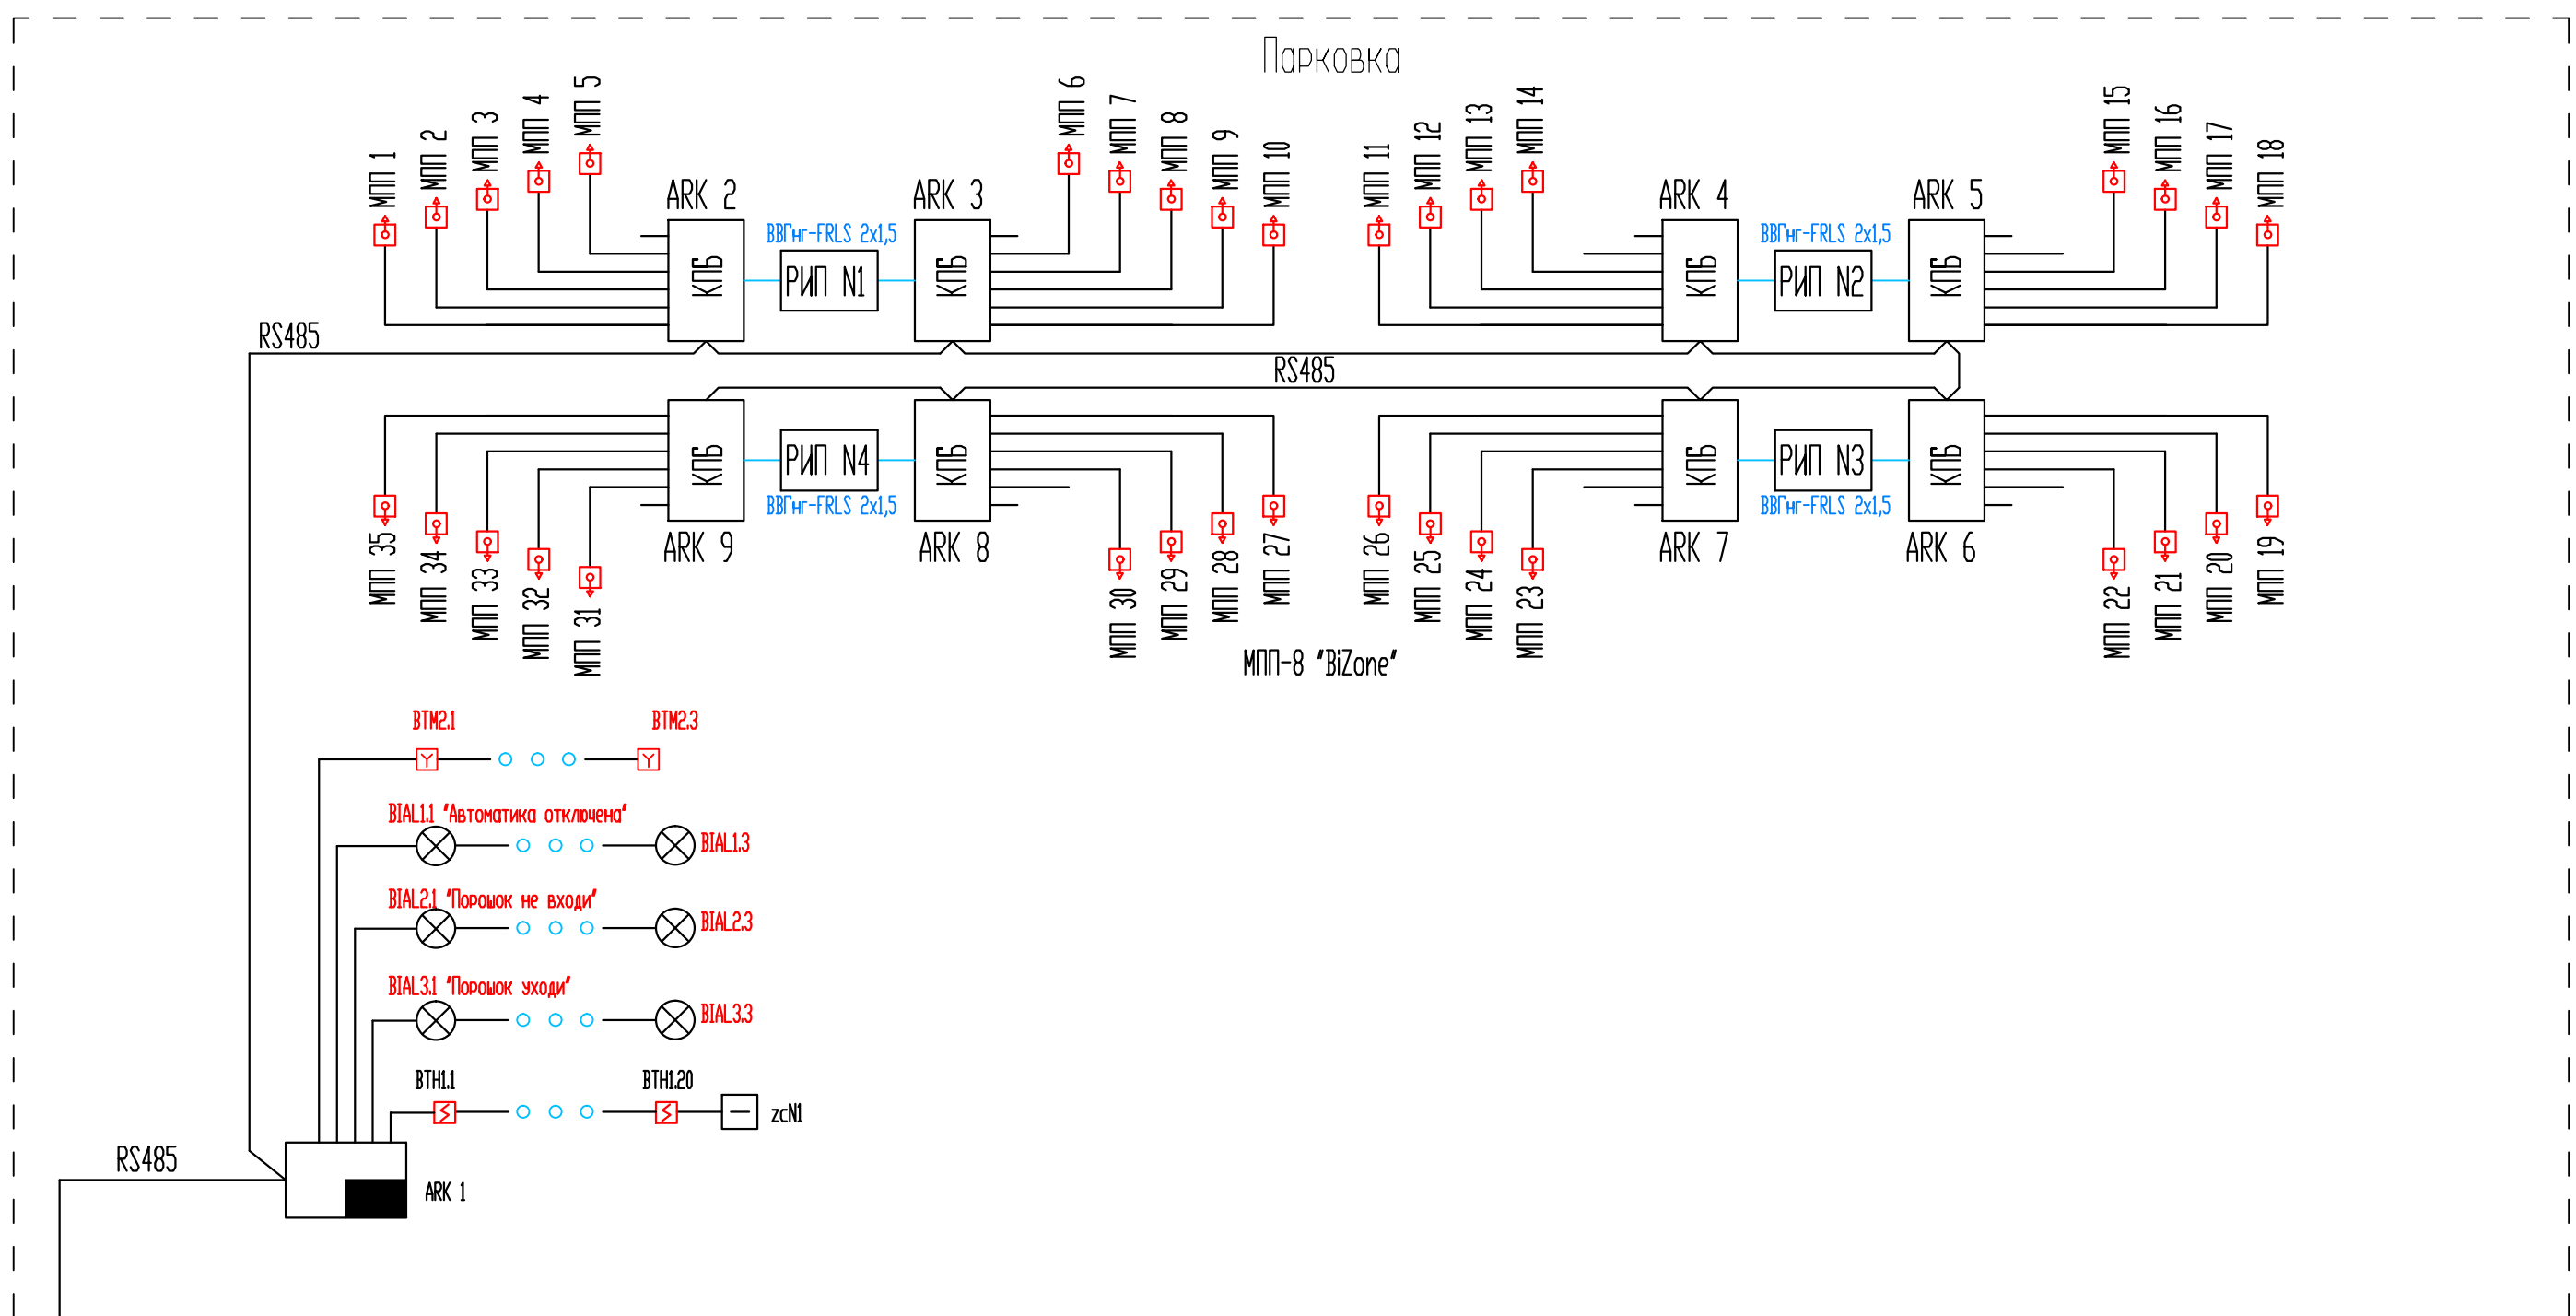 Парковка
МПП 1
МПП 2
МПП 3
МПП 4
МПП 5
МПП 6
МПП 7
МПП 8
МПП 9
МПП 10
МПП 11
МПП 12
МПП 13
МПП 14
МПП 15
МПП 16
МПП 17
МПП 18
ARK 2
ARK 3
ARK 4
ARK 5
ВВГнг-FRLS 2х1,5
ВВГнг-FRLS 2х1,5
КПБ
РИП N1
КПБ
КПБ
РИП N2
КПБ
RS485
RS485
КПБ
РИП N4
КПБ
КПБ
РИП N3
КПБ
ВВГнг-FRLS 2х1,5
ВВГнг-FRLS 2х1,5
ARK 9
ARK 8
ARK 7
ARK 6
МПП 35
МПП 34
МПП 33
МПП 32
МПП 31
МПП 30
МПП 29
МПП 28
МПП 27
МПП 26
МПП 25
МПП 24
МПП 23
МПП 22
МПП 21
МПП 20
МПП 19
МПП-8 "BiZone"
BTM2.1
BTM2.3
BIAL1.1 "Автоматика отключена"
BIAL1.3
BIAL2.1 "Порошок не входи"
BIAL2.3
BIAL3.1 "Порошок уходи"
BIAL3.3
BTH1.1
BTH1.20
zcN1
RS485
ARK 1